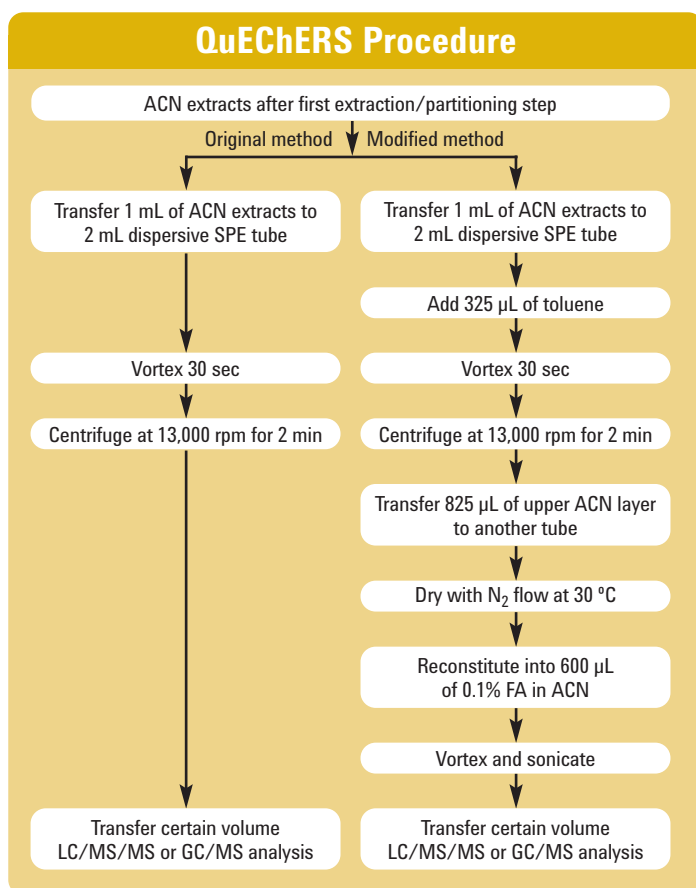 QuEChERS Procedure
ACN extracts after first extraction/partitioning step
Original method Modified method
Transfer 1 mL of ACN extracts to
2 mL dispersive SPE tube
Vortex 30 sec
Centrifuge at 13,000 rpm for 2 min
Transfer certain volume
LC/MS/MS or GC/MS analysis
Transfer 1 mL of ACN extracts to
2 mL dispersive SPE tube
Add 325 µL of toluene
Vortex 30 sec
Centrifuge at 13,000 rpm for 2 min
Transfer 825 µL of upper ACN layer
to another tube
Dry with N₂ flow at 30 ºC
Reconstitute into 600 µL
of 0.1% FA in ACN
Vortex and sonicate
Transfer certain volume
LC/MS/MS or GC/MS analysis